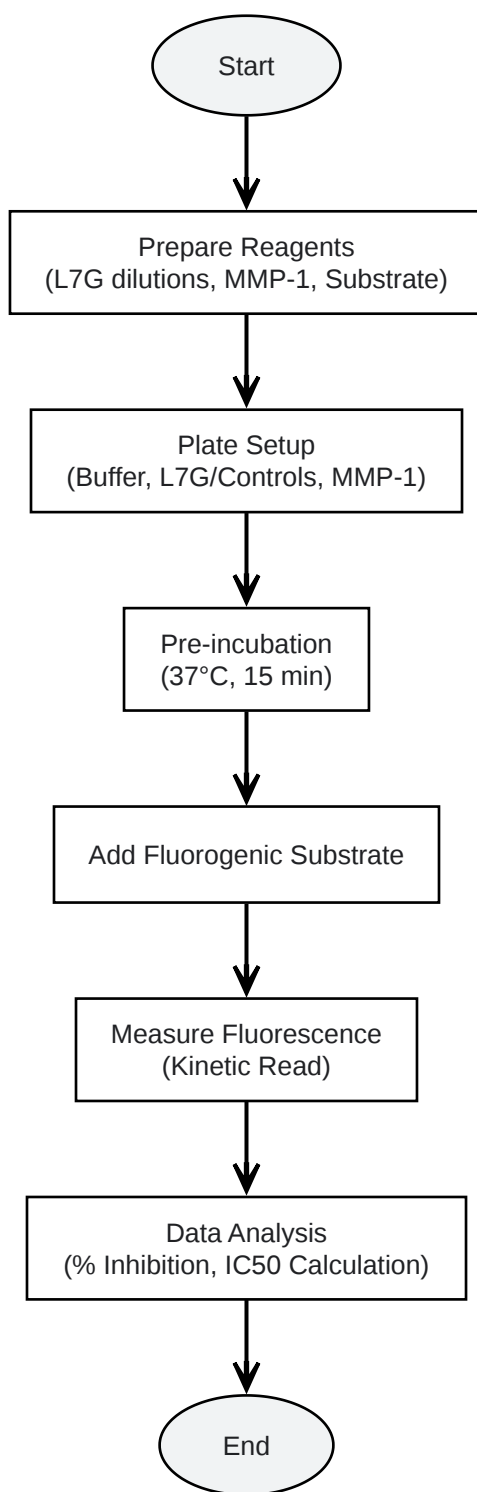 Start
Prepare Reagents
(L7G dilutions, MMP-1, Substrate)
Plate Setup
(Buffer, L7G/Controls, MMP-1)
Pre-incubation
(37°C, 15 min)
Add Fluorogenic Substrate
Measure Fluorescence
(Kinetic Read)
Data Analysis
(% Inhibition, IC50 Calculation)
End